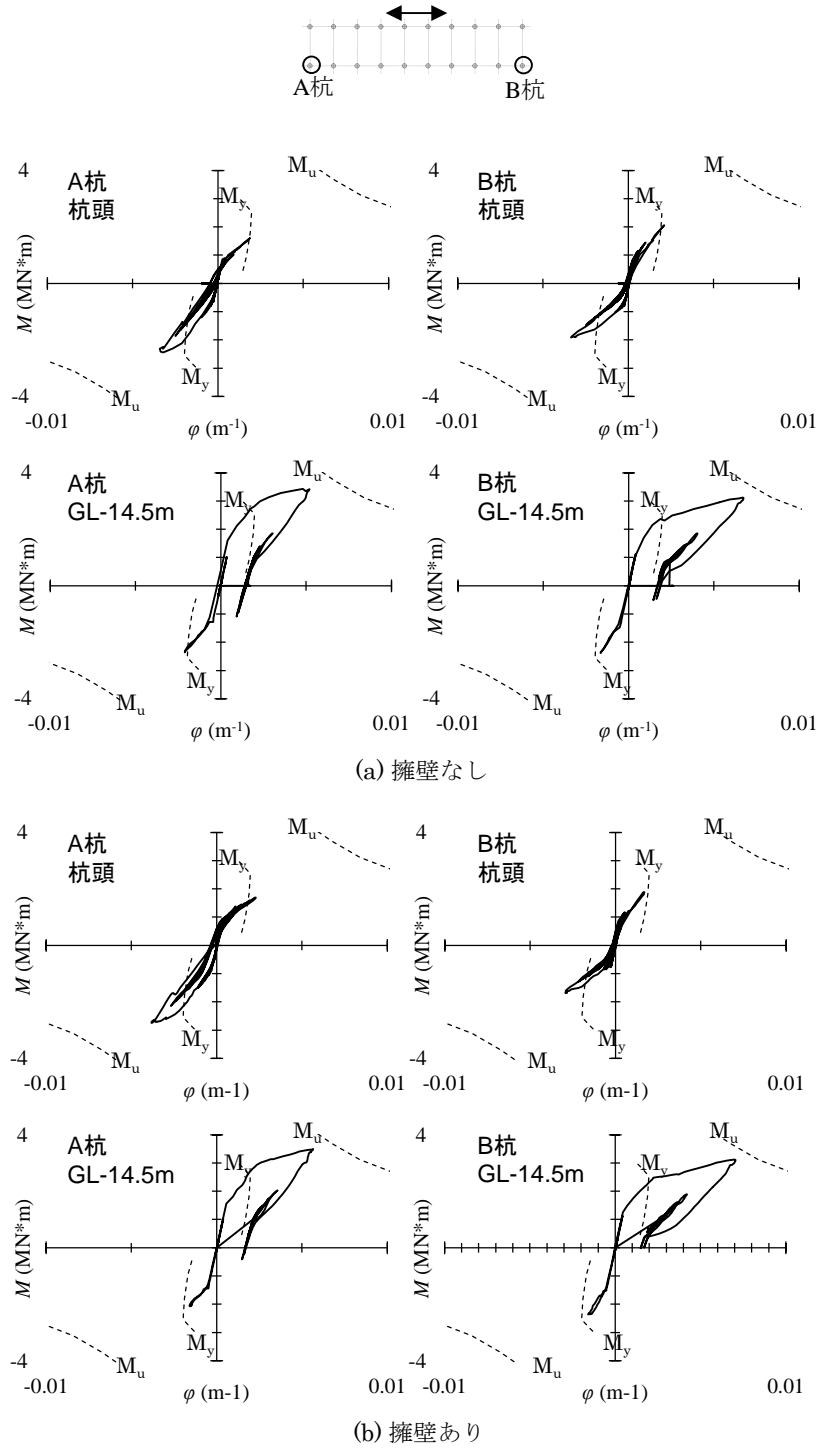 A杭 B杭
4
A杭
杭頭
M_y
M_u
M (MN*m)
M_y
M_u
-4
-0.01
φ (m⁻¹)
0.01
4
B杭
杭頭
M_y
M_u
M (MN*m)
M_y
M_u
-4
-0.01
φ (m⁻¹)
0.01
4
A杭
GL-14.5m
M_y
M_u
M (MN*m)
M_y
M_u
-4
-0.01
φ (m⁻¹)
0.01
4
B杭
GL-14.5m
M_y
M_u
M (MN*m)
M_y
M_u
-4
-0.01
φ (m⁻¹)
0.01
(a) 擁壁なし
4
A杭
杭頭
M_y
M_u
M (MN*m)
M_y
M_u
-4
-0.01
φ (m-1)
0.01
4
B杭
杭頭
M_y
M_u
M (MN*m)
M_y
M_u
-4
-0.01
φ (m-1)
0.01
4
A杭
GL-14.5m
M_y
M_u
M (MN*m)
M_y
M_u
-4
-0.01
φ (m-1)
0.01
4
B杭
GL-14.5m
M_y
M_u
M (MN*m)
M_y
M_u
-4
-0.01
φ (m-1)
0.01
(b) 擁壁あり